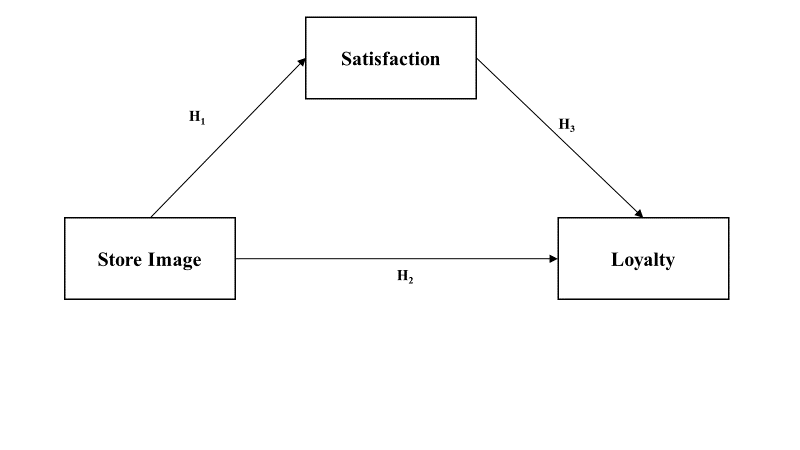 Satisfaction
H₁
H₃
Store Image
Loyalty
H₂